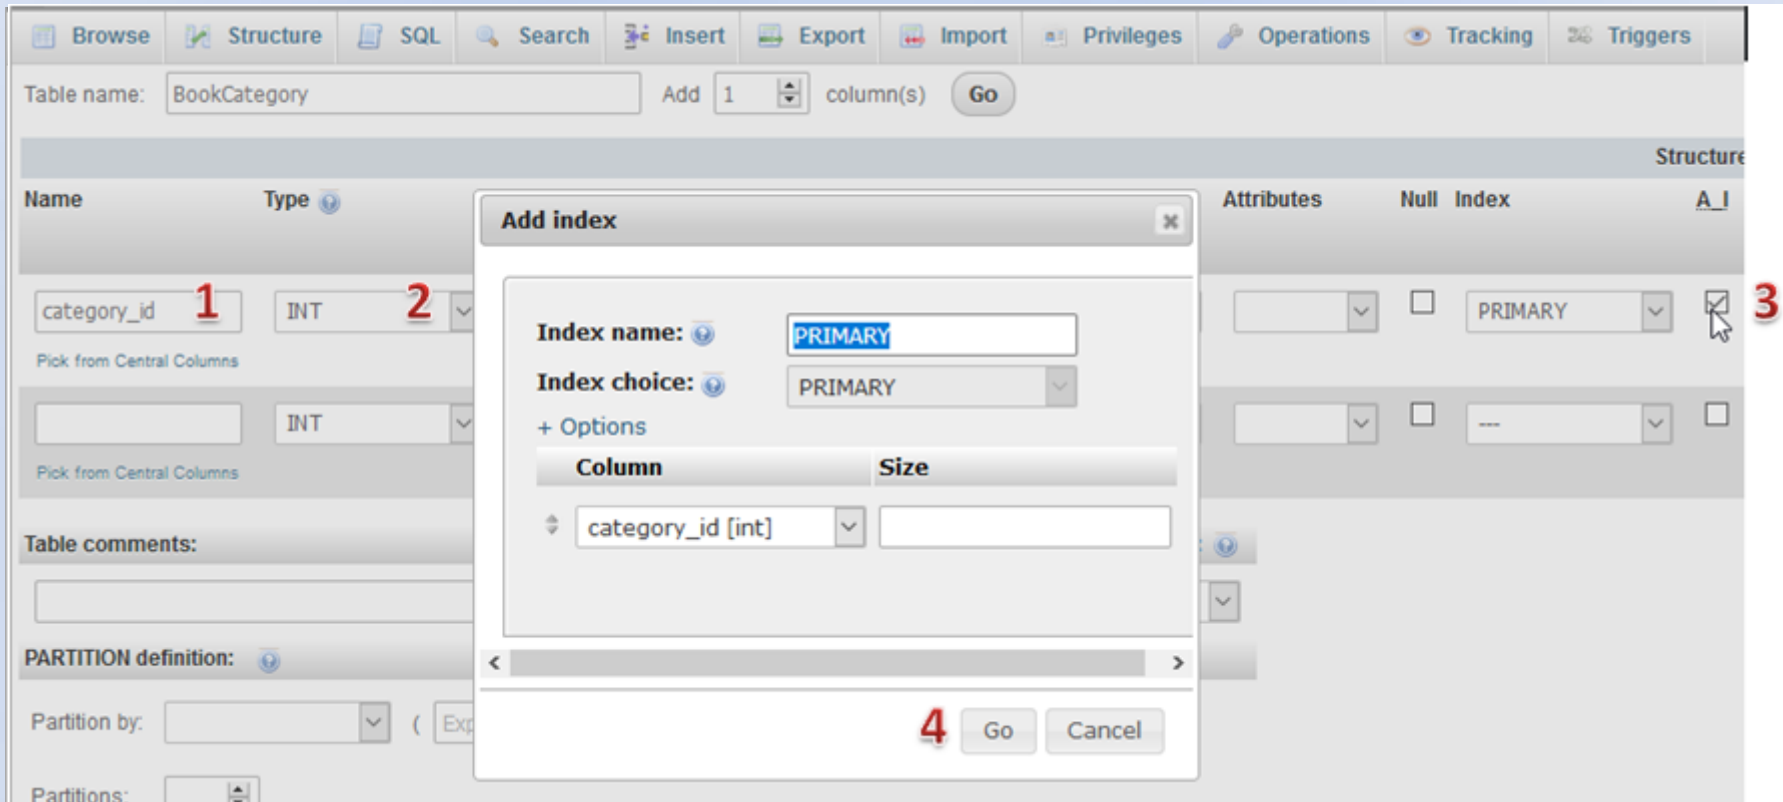 Browse Structure SQL Search Insert Export Import Privileges Operations Tracking Triggers
Table name: BookCategory Add 1 column(s) Go
Structure
Name Type Attributes Null Index A_I
Add index
category_id 1 INT 2 PRIMARY 3
Pick from Central Columns
INT ---
Pick from Central Columns
Index name: PRIMARY
Index choice: PRIMARY
+ Options
Column Size
category_id [int]
Table comments:
:
PARTITION definition:
Partition by: ( Exp
Partitions:
4 Go Cancel